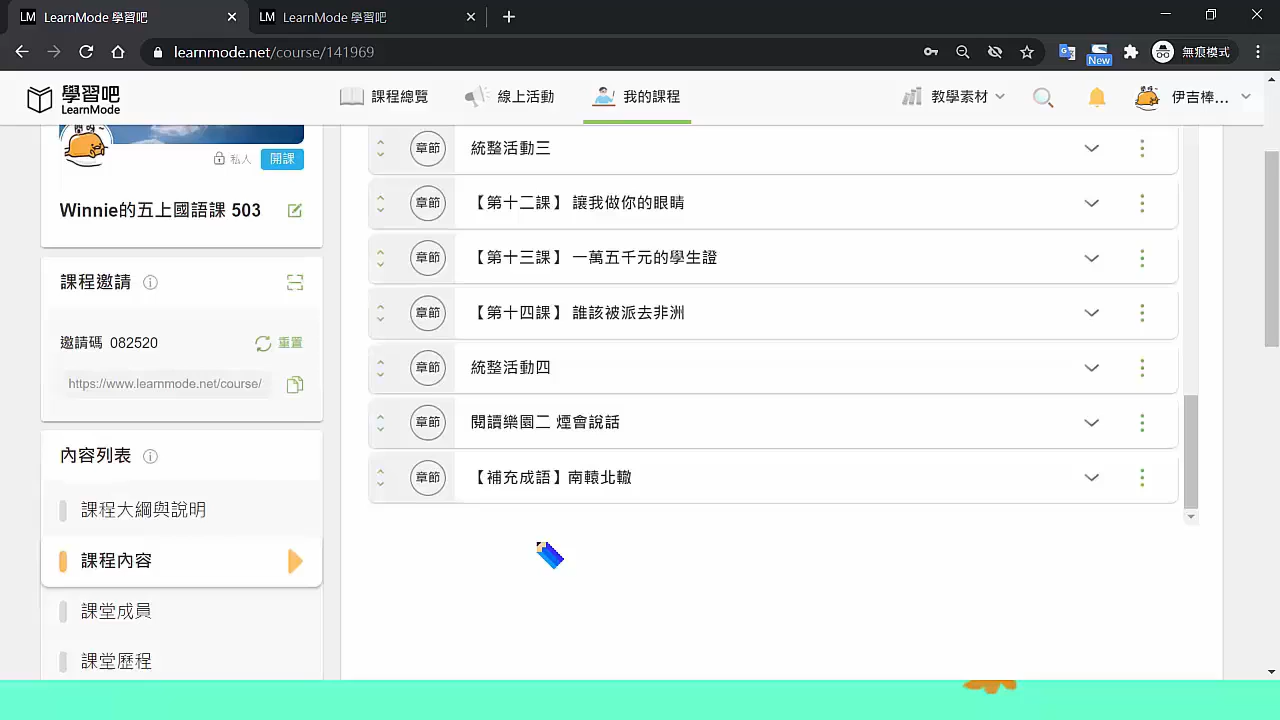 LM LearnMode 學習吧
LM LearnMode 學習吧
learnmode.net/course/141969
New
無痕模式
學習吧
LearnMode
課程總覽
線上活動
我的課程
教學素材
伊吉棒...
私人
開課
Winnie的五上國語課 503
課程邀請
邀請碼 082520
重置
https://www.learnmode.net/course/
內容列表
課程大綱與說明
課程內容
課堂成員
課堂歷程
章節 統整活動三
章節 【第十二課】 讓我做你的眼睛
章節 【第十三課】 一萬五千元的學生證
章節 【第十四課】 誰該被派去非洲
章節 統整活動四
章節 閱讀樂園二 煙會說話
章節 【補充成語】南轅北轍